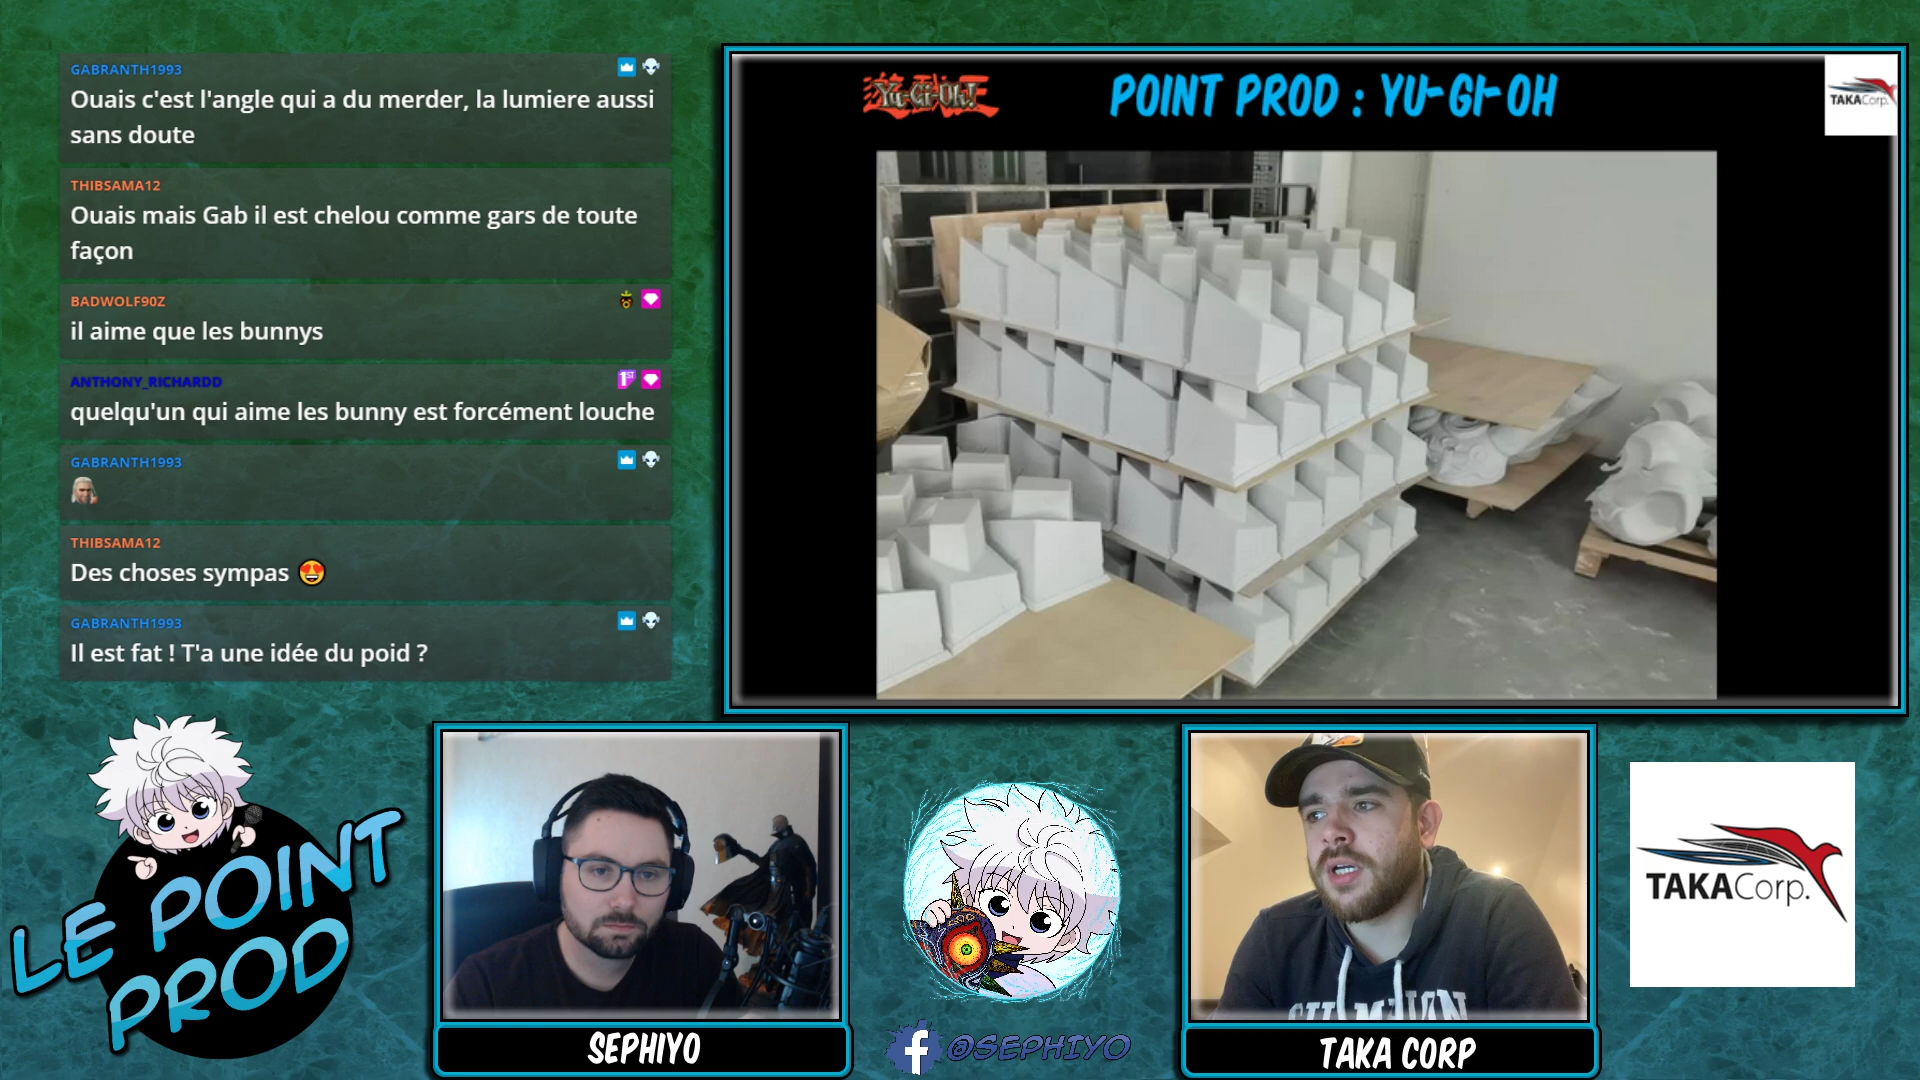 GABRANTH1993
Ouais c'est l'angle qui a du merder, la lumiere aussi
sans doute
THIBSAMA12
Ouais mais Gab il est chelou comme gars de toute
façon
BADWOLF90Z
il aime que les bunnys
ANTHONY_RICHARDD
1ST
quelqu'un qui aime les bunny est forcément louche
GABRANTH1993
THIBSAMA12
Des choses sympas 😍
GABRANTH1993
Il est fat ! T'a une idée du poid ?
Yu-Gi-Oh!
POINT PROD : YU-GI-OH
TAKACorp.
LE POINT
PROD
SEPHIYO
@SEPHIYO
CHAMPION
TAKA CORP
TAKACorp.